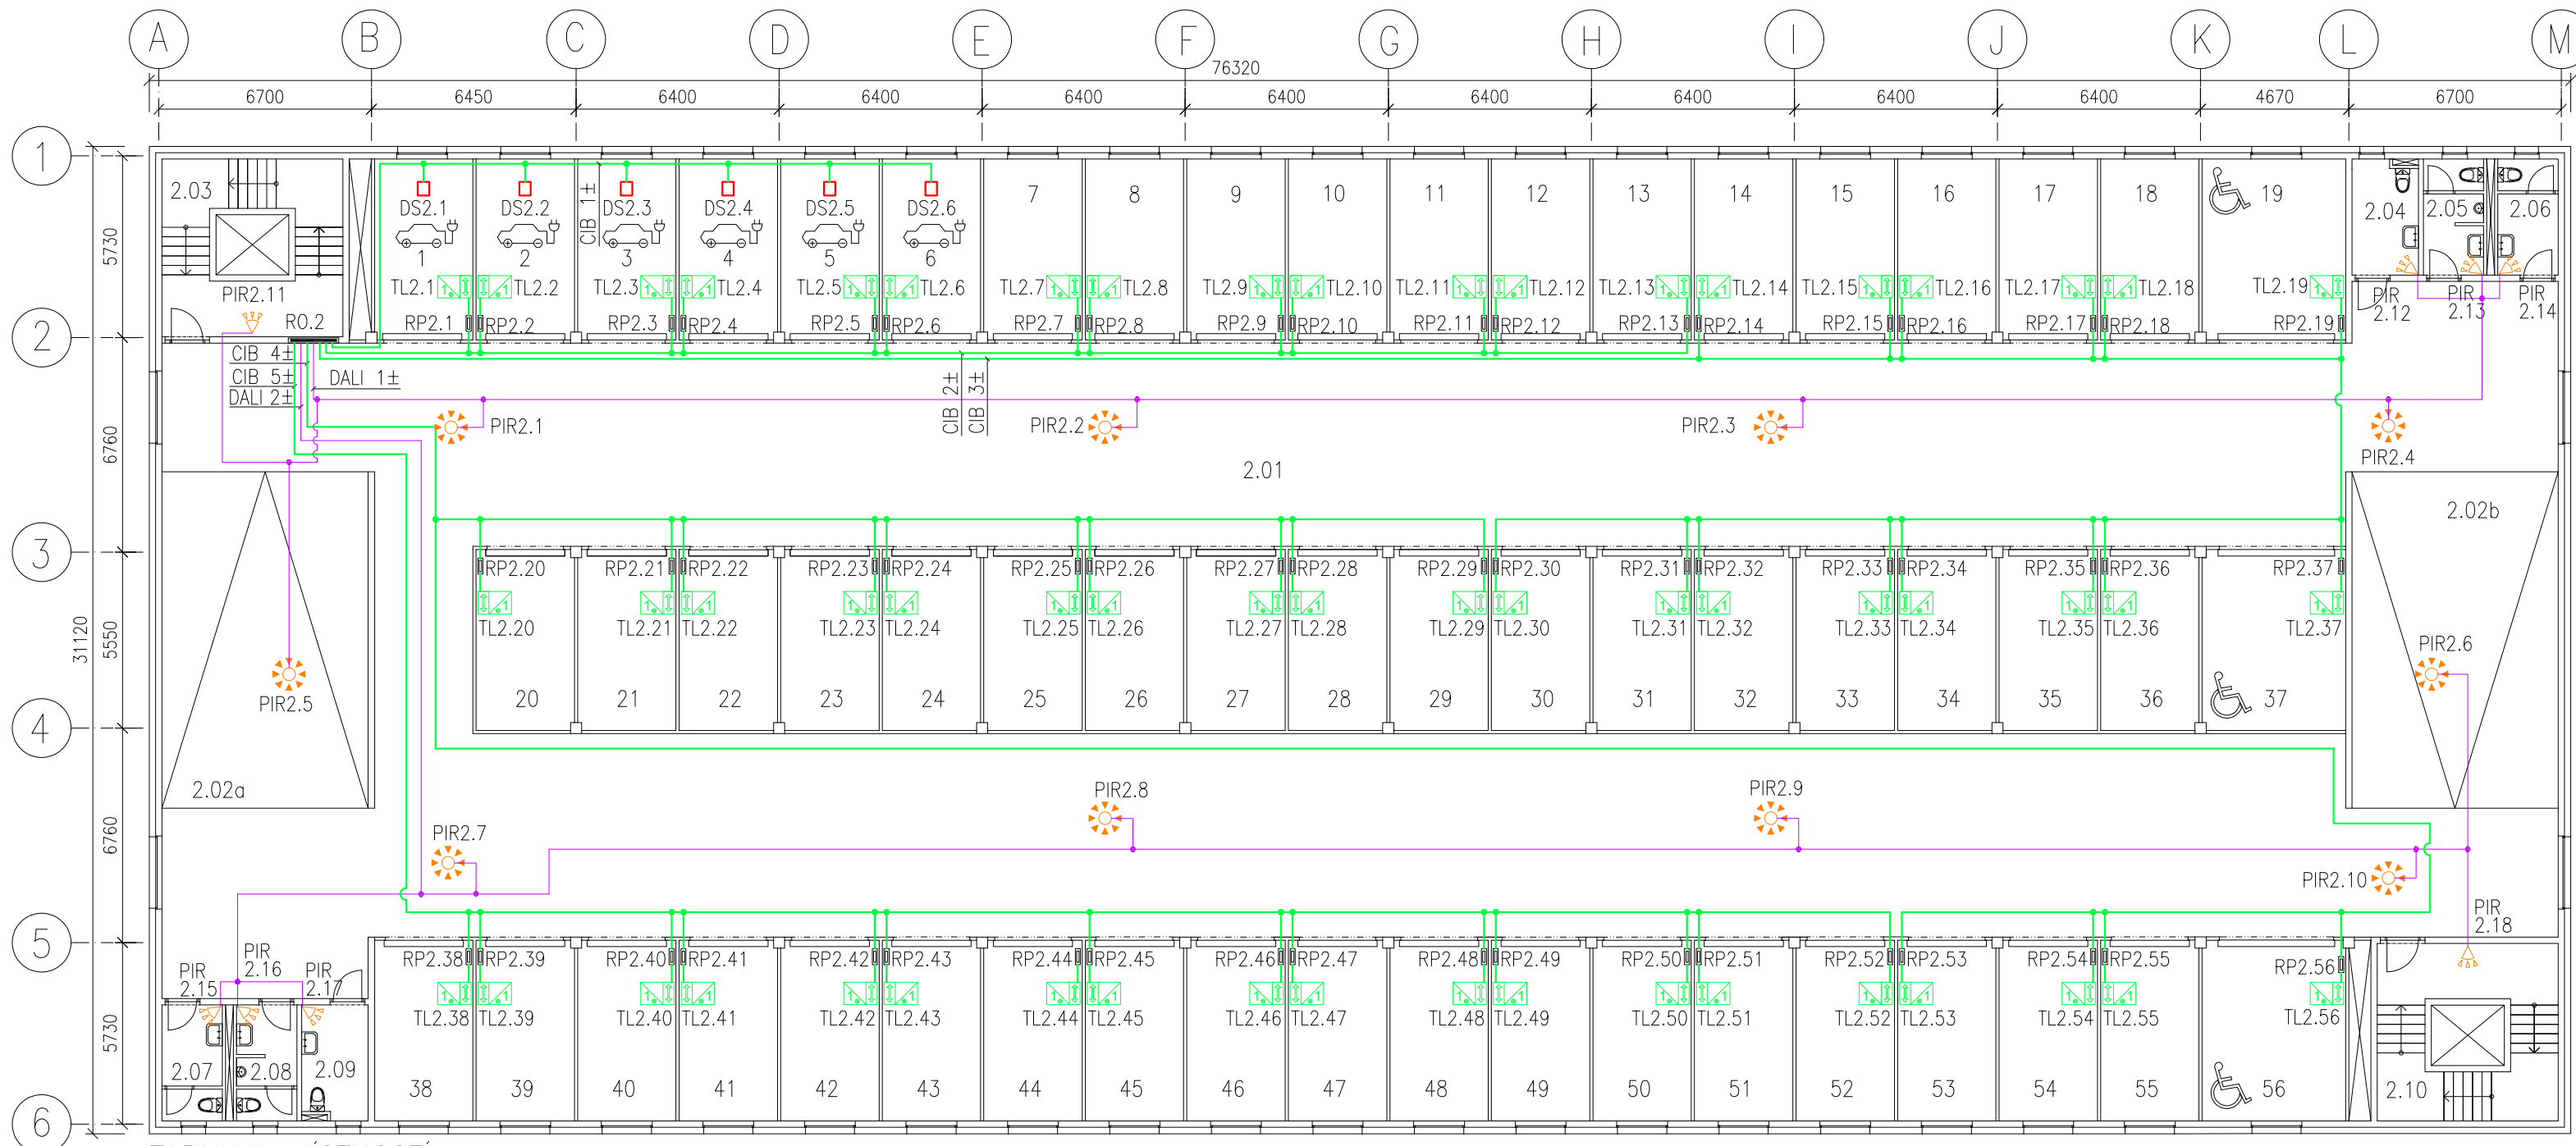 A B C D E F G H I J K L M
76320
6700 6450 6400 6400 6400 6400 6400 6400 6400 6400 4670 6700
1
2.03
7 8 9 10 11 12 13 14 15 16 17 18 19
2.04 2.05 2.06
DS2.1 DS2.2 DS2.3 DS2.4 DS2.5 DS2.6
CIB 1±
5730
1 2 3 4 5 6
TL2.1 TL2.2 TL2.3 TL2.4 TL2.5 TL2.6 TL2.7 TL2.8 TL2.9 TL2.10 TL2.11 TL2.12 TL2.13 TL2.14 TL2.15 TL2.16 TL2.17 TL2.18 TL2.19
PIR2.11
PIR 2.12
PIR 2.13
PIR 2.14
RO.2
RP2.1 RP2.2 RP2.3 RP2.4 RP2.5 RP2.6 RP2.7 RP2.8 RP2.9 RP2.10 RP2.11 RP2.12 RP2.13 RP2.14 RP2.15 RP2.16 RP2.17 RP2.18 RP2.19
2
CIB 4±
CIB 5±
DALI 1±
DALI 2±
CIB 2±
CIB 3±
PIR2.1 PIR2.2 PIR2.3 PIR2.4
6760
2.01
2.02b
3
RP2.20 RP2.21 RP2.22 RP2.23 RP2.24 RP2.25 RP2.26 RP2.27 RP2.28 RP2.29 RP2.30 RP2.31 RP2.32 RP2.33 RP2.34 RP2.35 RP2.36 RP2.37
TL2.20 TL2.21 TL2.22 TL2.23 TL2.24 TL2.25 TL2.26 TL2.27 TL2.28 TL2.29 TL2.30 TL2.31 TL2.32 TL2.33 TL2.34 TL2.35 TL2.36 TL2.37
31120
5550
PIR2.5
PIR2.6
20 21 22 23 24 25 26 27 28 29 30 31 32 33 34 35 36 37
4
2.02a
PIR2.7 PIR2.8 PIR2.9 PIR2.10
6760
5
PIR 2.15
PIR 2.16
PIR 2.17
PIR 2.18
RP2.38 RP2.39 RP2.40 RP2.41 RP2.42 RP2.43 RP2.44 RP2.45 RP2.46 RP2.47 RP2.48 RP2.49 RP2.50 RP2.51 RP2.52 RP2.53 RP2.54 RP2.55 RP2.56
TL2.38 TL2.39 TL2.40 TL2.41 TL2.42 TL2.43 TL2.44 TL2.45 TL2.46 TL2.47 TL2.48 TL2.49 TL2.50 TL2.51 TL2.52 TL2.53 TL2.54 TL2.55 TL2.56
5730
2.07 2.08 2.09
38 39 40 41 42 43 44 45 46 47 48 49 50 51 52 53 54 55 56
2.10
6